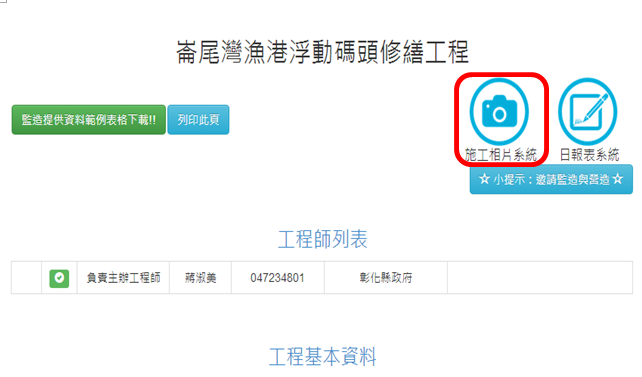 崙尾灣漁港浮動碼頭修繕工程
監造提供資料範例表格下載!!
列印此頁
施工相片系統
日報表系統
☆ 小提示：邀請監造與營造 ☆
工程師列表
負責主辦工程師 蔣淑美 047234801 彰化縣政府
工程基本資料